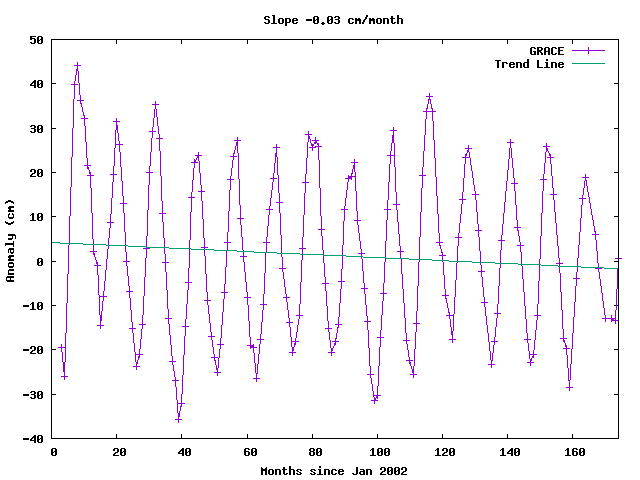 Slope -0.03 cm/month
GRACE
Trend Line
50
40
30
20
10
0
-10
-20
-30
-40
Anomaly (cm)
0 20 40 60 80 100 120 140 160
Months since Jan 2002